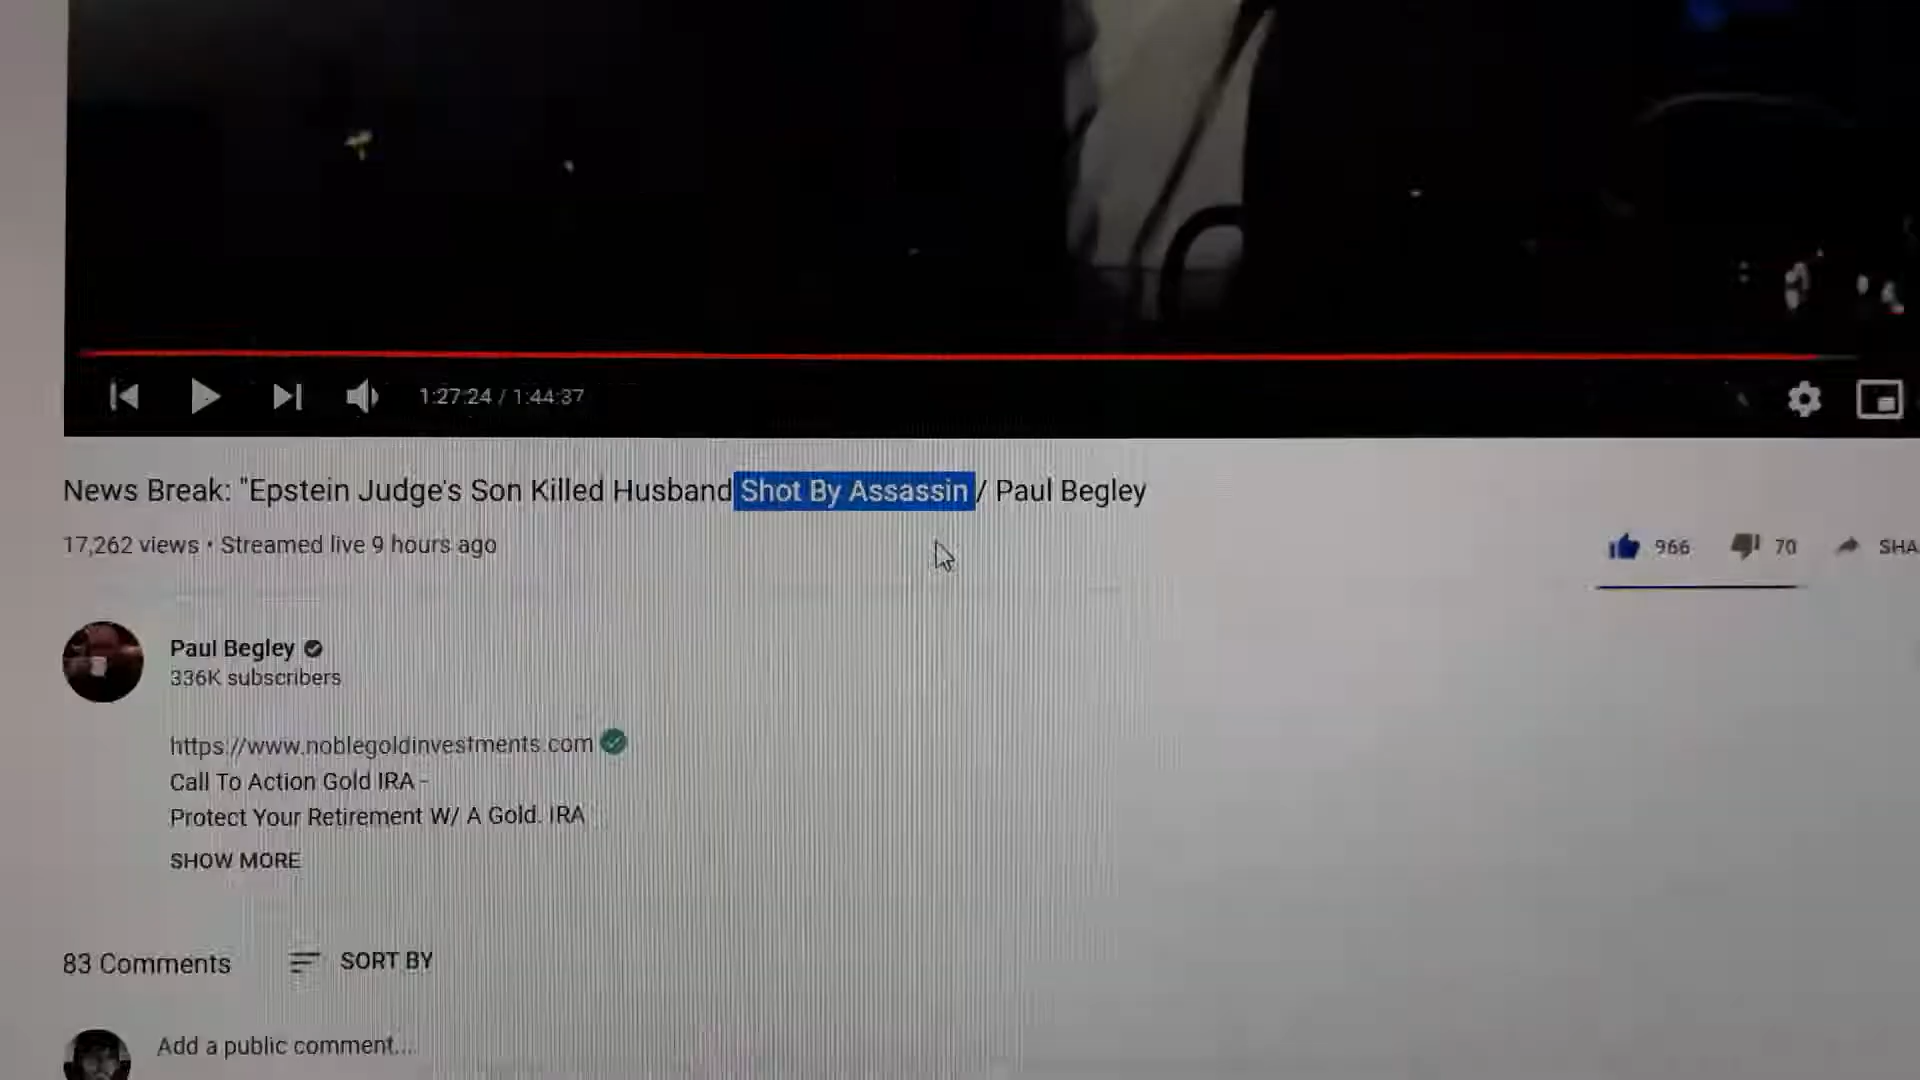 1:27:24 / 1:44:37
News Break: "Epstein Judge's Son Killed Husband Shot By Assassin / Paul Begley
17,262 views • Streamed live 9 hours ago
966
70
SHA
Paul Begley
336K subscribers
https://www.noblegoldinvestments.com
Call To Action Gold IRA -
Protect Your Retirement W/ A Gold. IRA
SHOW MORE
83 Comments
SORT BY
Add a public comment...